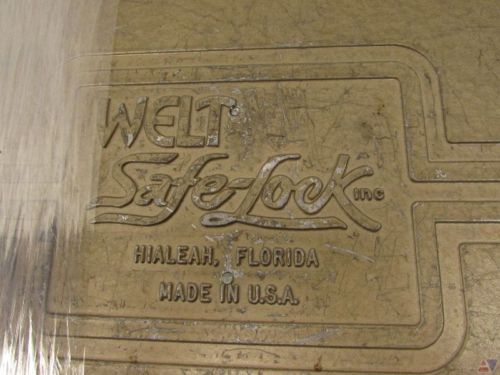 WELT
Safe-Lock inc
HIALEAH, FLORIDA
MADE IN U.S.A.